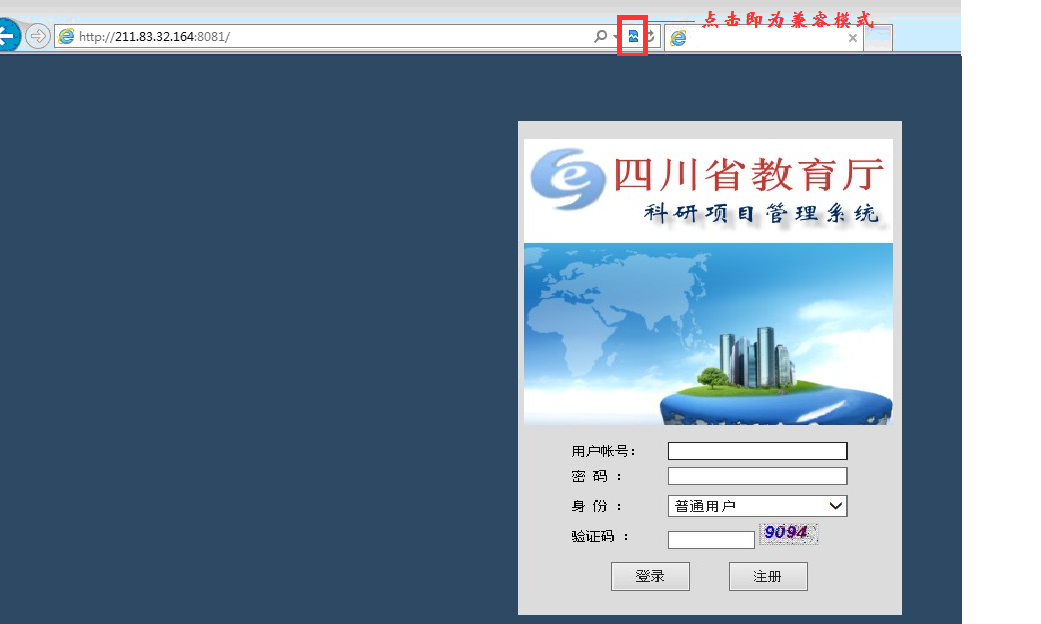 点击即为兼容模式
http://211.83.32.164:8081/
四川省教育厅
科研项目管理系统
用户帐号:
密 码 :
身 份 : 普通用户
验证码 : 9094
登录 注册